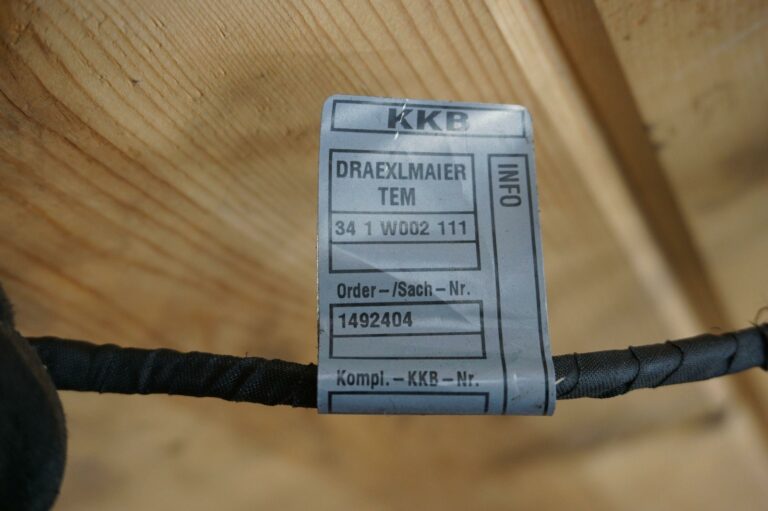 KKB
DRAEXLMAIER
TEM
34 1 W002 111
INFO
Order-/Sach-Nr.
1492404
Kompl.-KKB-Nr.